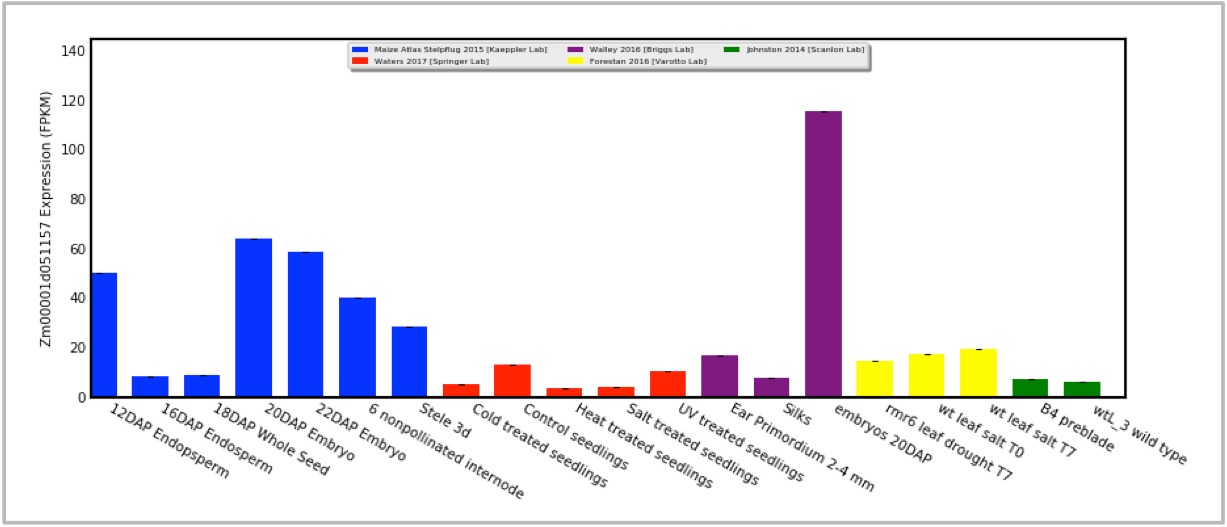 Maize Atlas Stelpflug 2015 [Kaeppler Lab]
Waters 2017 [Springer Lab]
Walley 2016 [Briggs Lab]
Forestan 2016 [Varotto Lab]
Johnston 2014 [Scanlon Lab]
Zm00001d051157 Expression (FPKM)
140
120
100
80
60
40
20
0
12DAP Endopsperm
16DAP Endosperm
18DAP Whole Seed
20DAP Embryo
22DAP Embryo
6 nonpollinated internode
Stele 3d
Cold treated seedlings
Control seedlings
Heat treated seedlings
Salt treated seedlings
UV treated seedlings
Ear Primordium 2-4 mm
Silks
embryos 20DAP
rmr6 leaf drought T7
wt leaf salt T0
wt leaf salt T7
B4 preblade
wtL_3 wild type